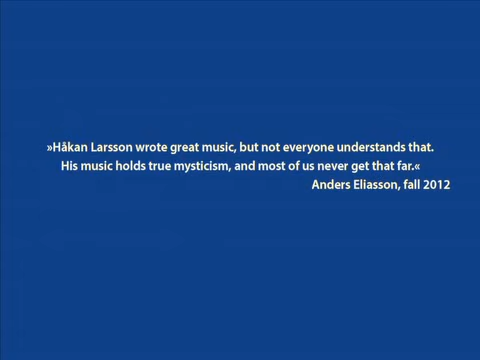 »Håkan Larsson wrote great music, but not everyone understands that.
His music holds true mysticism, and most of us never get that far.«
Anders Eliasson, fall 2012